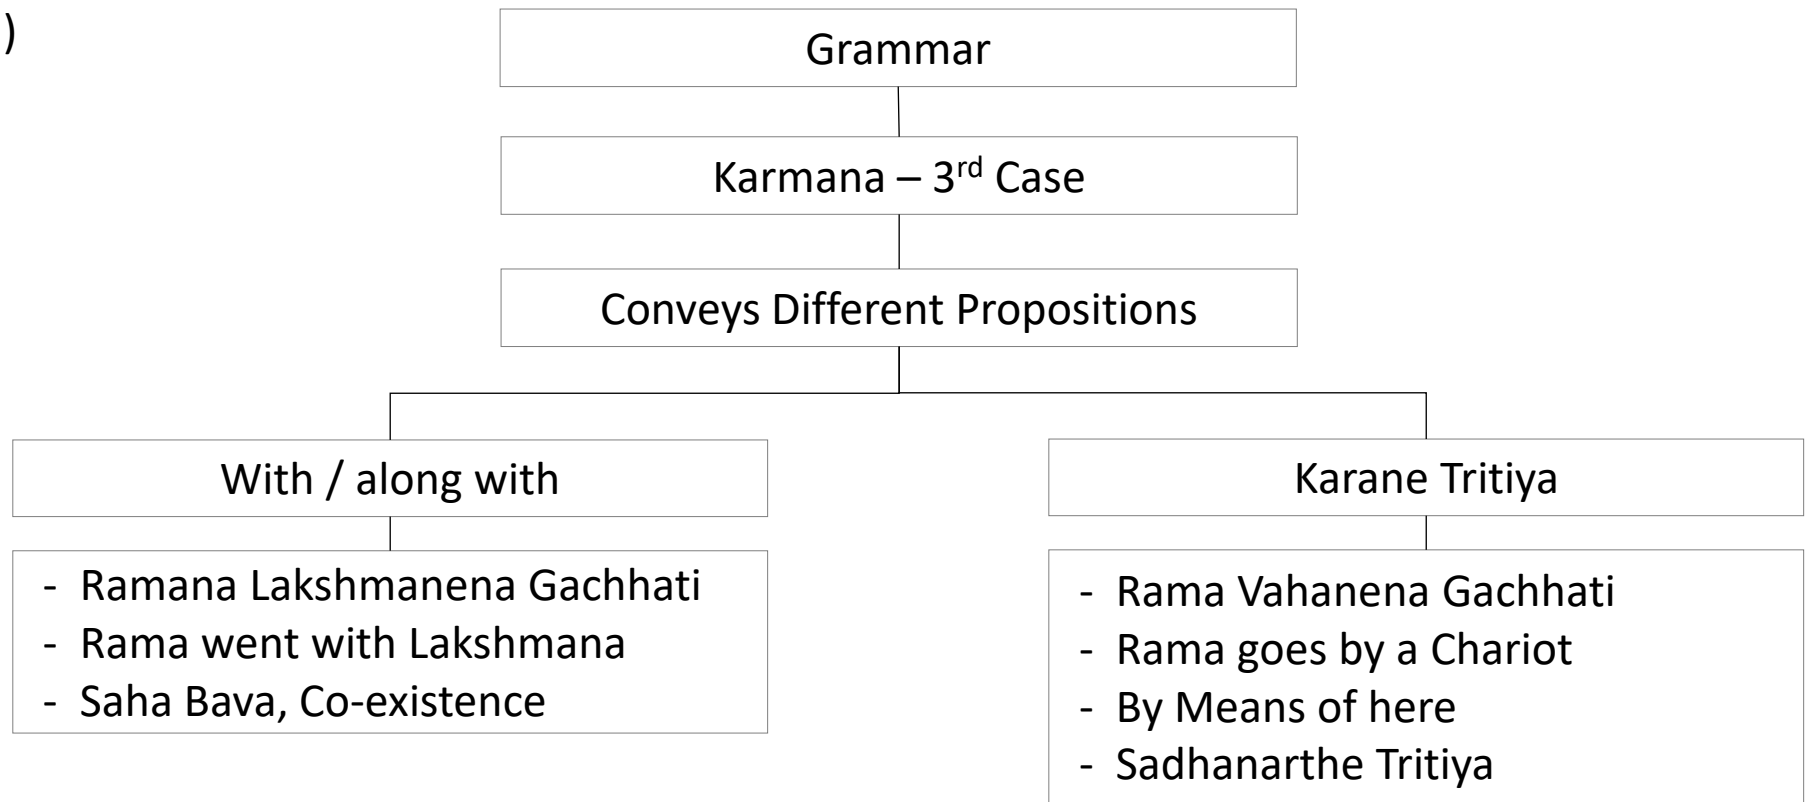 )
Grammar
Karmana – 3rd Case
Conveys Different Propositions
With / along with
- Ramana Lakshmanena Gachhati
- Rama went with Lakshmana
- Saha Bava, Co-existence
Karane Tritiya
- Rama Vahanena Gachhati
- Rama goes by a Chariot
- By Means of here
- Sadhanarthe Tritiya